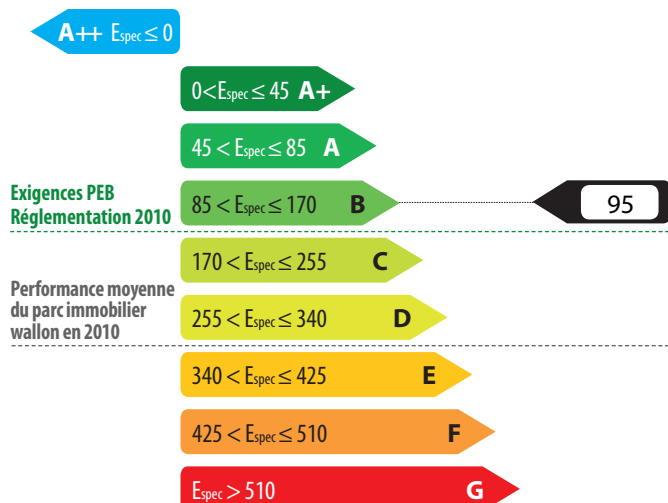 A++ Espec ≤ 0
0<Espec ≤ 45 A+
45 < Espec ≤ 85 A
Exigences PEB
Réglementation 2010
85 < Espec ≤ 170 B
95
170 < Espec ≤ 255 C
Performance moyenne
du parc immobilier
wallon en 2010
255 < Espec ≤ 340 D
340 < Espec ≤ 425 E
425 < Espec ≤ 510 F
Espec > 510 G